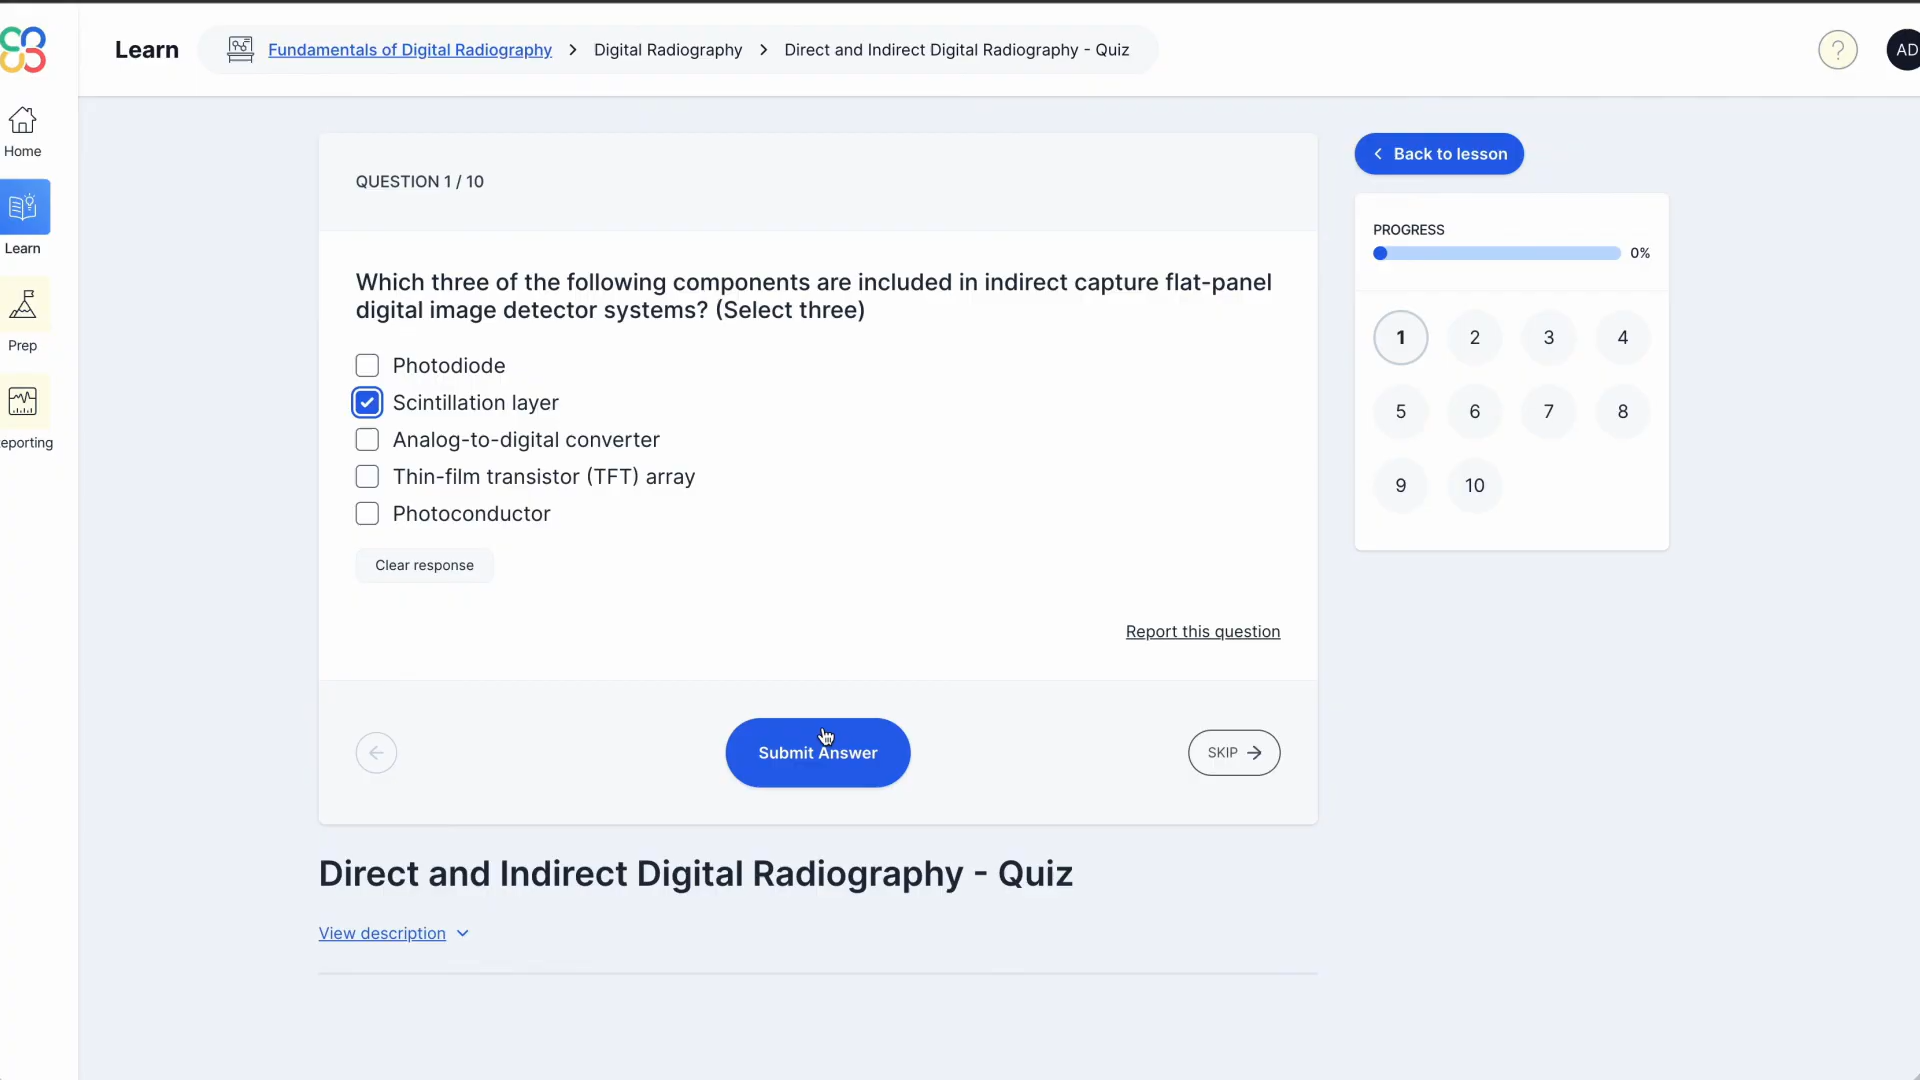 Learn
Fundamentals of Digital Radiography > Digital Radiography > Direct and Indirect Digital Radiography - Quiz
?
AD
Home
Learn
Prep
eporting
QUESTION 1 / 10
Which three of the following components are included in indirect capture flat-panel
digital image detector systems? (Select three)
Photodiode
Scintillation layer
Analog-to-digital converter
Thin-film transistor (TFT) array
Photoconductor
Clear response
Report this question
Submit Answer
SKIP
Back to lesson
PROGRESS
0%
1 2 3 4
5 6 7 8
9 10
Direct and Indirect Digital Radiography - Quiz
View description